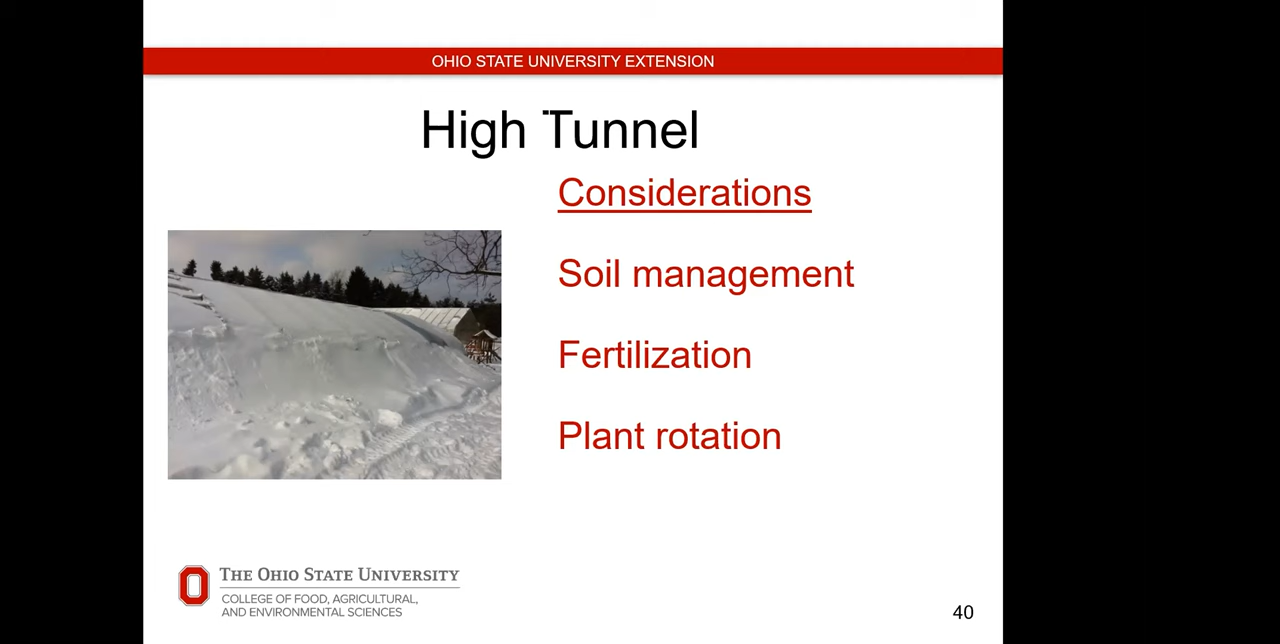 OHIO STATE UNIVERSITY EXTENSION
High Tunnel
Considerations
Soil management
Fertilization
Plant rotation
THE OHIO STATE UNIVERSITY
COLLEGE OF FOOD, AGRICULTURAL,
AND ENVIRONMENTAL SCIENCES
40